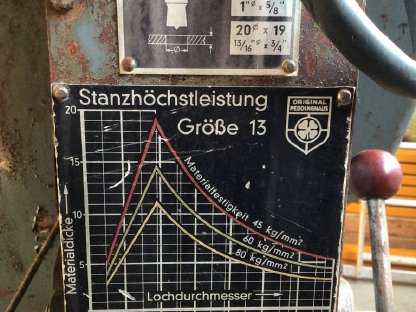 1"⌀ x 5/8"
20⌀ x 19
13/16"⌀ x 3/4"
⌀
Stanzhöchstleistung
Größe 13
ORIGINAL
PEDDINGHAUS
20
15
10
5
Materialdicke
Materialfestigkeit 45 kg/mm²
60 kg/mm²
80 kg/mm²
Lochdurchmesser